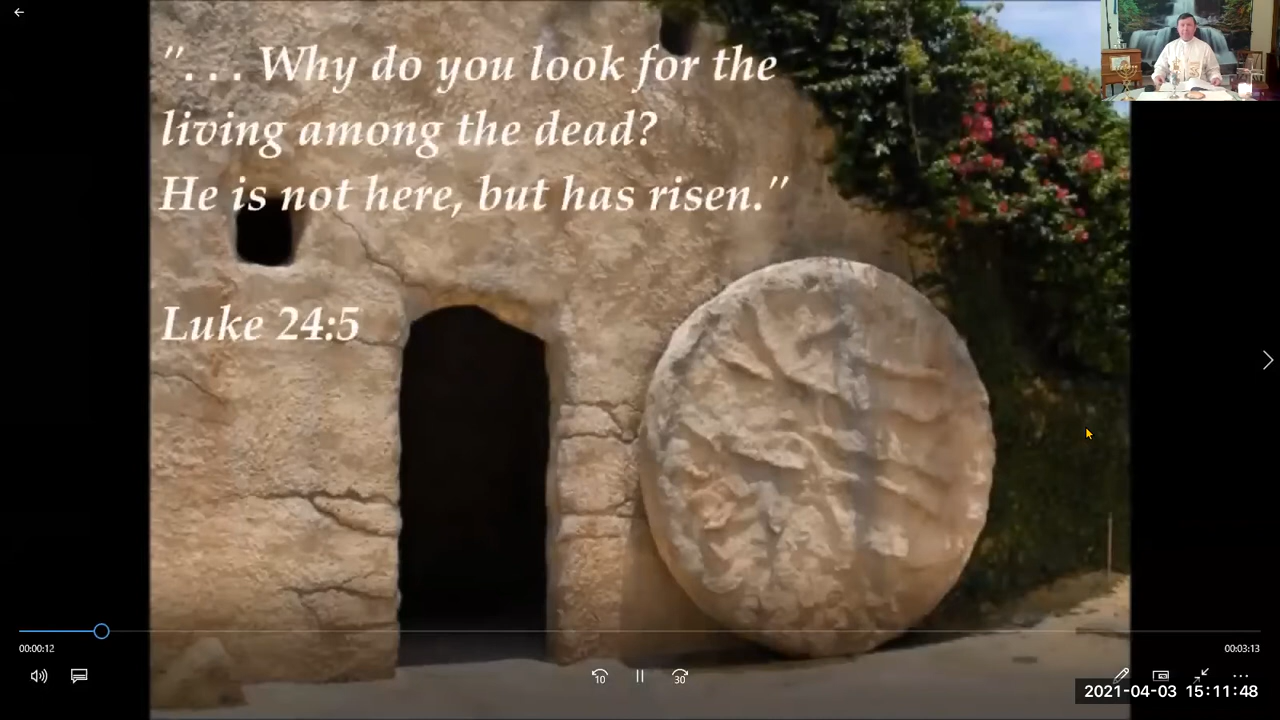 ". . . Why do you look for the
living among the dead?
He is not here, but has risen."
Luke 24:5
00:00:12
00:03:13
10
30
2021-04-03 15:11:48